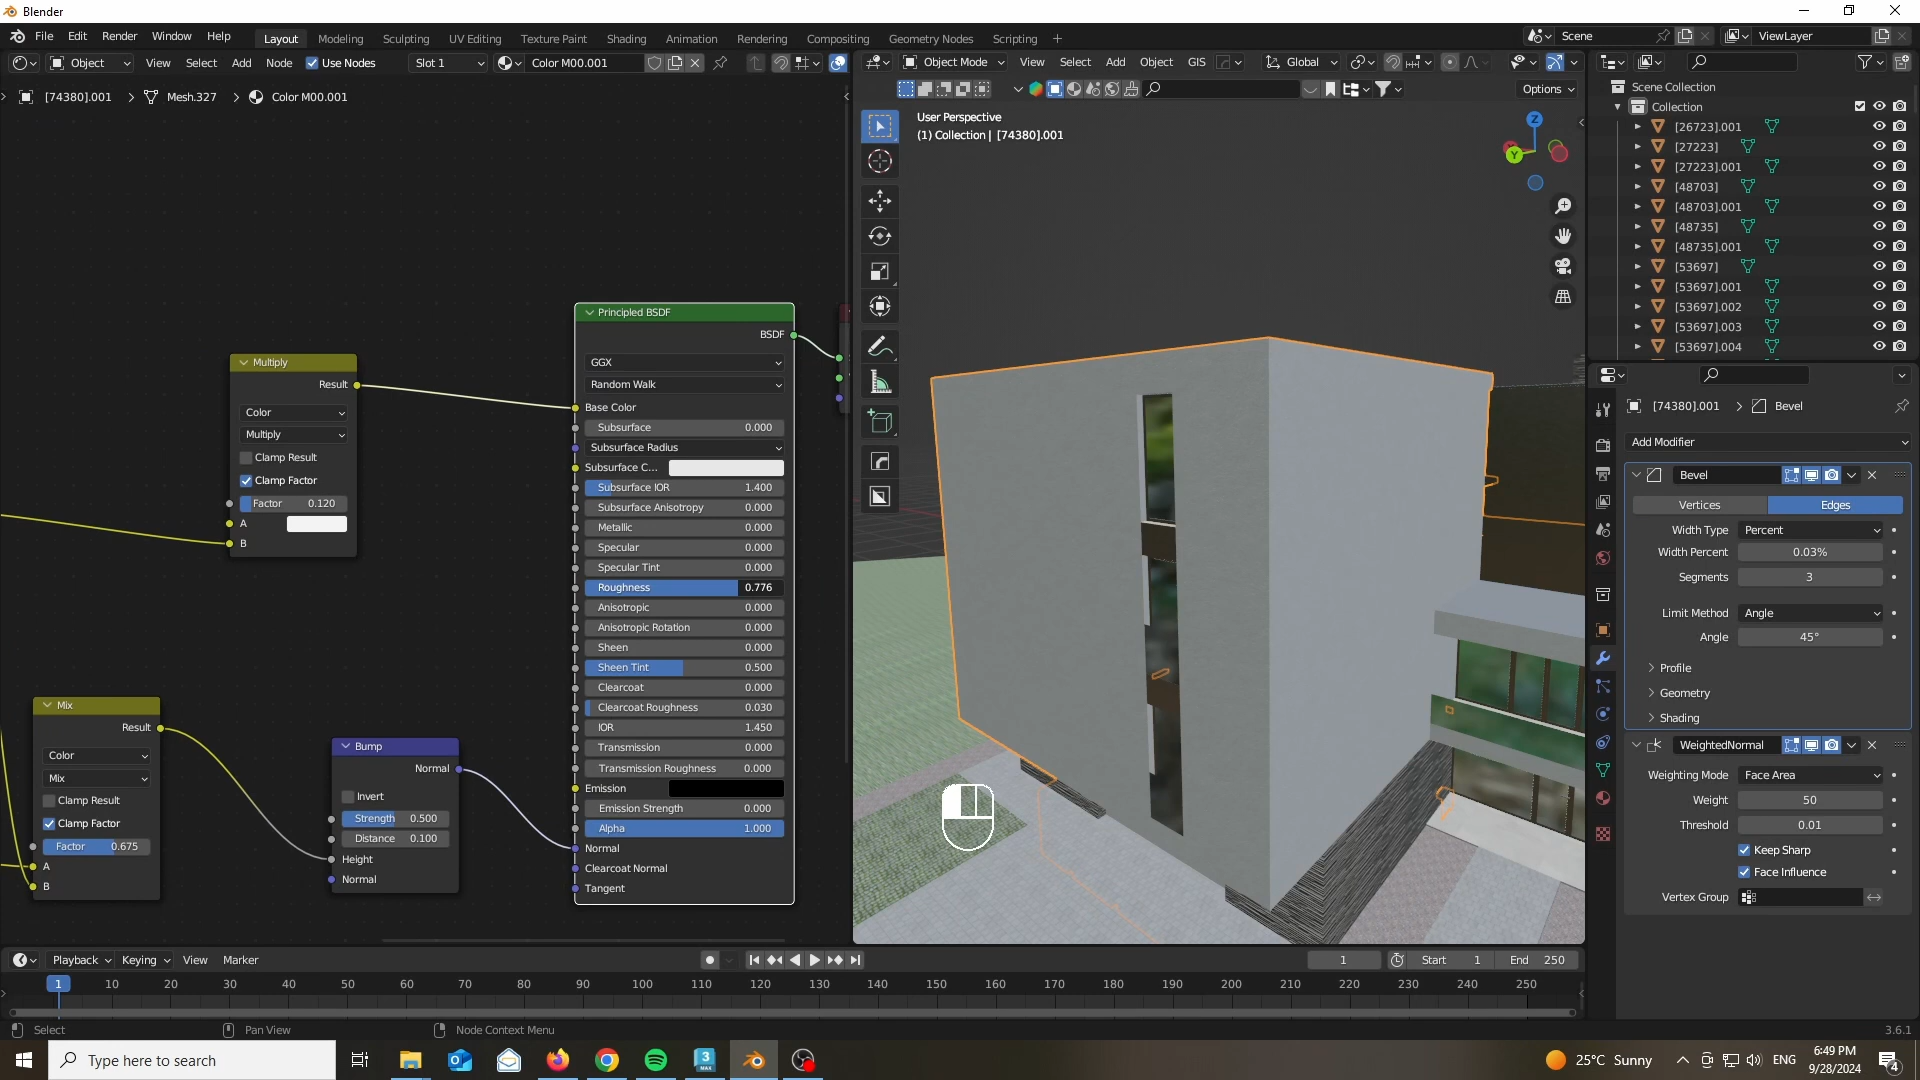 Blender
File Edit Render Window Help
Layout Modeling Sculpting UV Editing Texture Paint Shading Animation Rendering Compositing Geometry Nodes Scripting
Scene
ViewLayer
Object View Select Add Node Use Nodes Slot 1 Color M00.001
Object Mode View Select Add Object GIS Global
[74380].001 Mesh.327 Color M00.001
Options
User Perspective
(1) Collection | [74380].001
Z
Y
Scene Collection
Collection
[26723].001
[27223]
[27223].001
[48703]
[48703].001
[48735]
[48735].001
[53697]
[53697].001
[53697].002
[53697].003
[53697].004
Multiply
Result
Color
Multiply
Clamp Result
Clamp Factor
Factor 0.120
A
B
Principled BSDF
BSDF
GGX
Random Walk
Base Color
Subsurface 0.000
Subsurface Radius
Subsurface C...
Subsurface IOR 1.400
Subsurface Anisotropy 0.000
Metallic 0.000
Specular 0.000
Specular Tint 0.000
Roughness 0.776
Anisotropic 0.000
Anisotropic Rotation 0.000
Sheen 0.000
Sheen Tint 0.500
Clearcoat 0.000
Clearcoat Roughness 0.030
IOR 1.450
Transmission 0.000
Transmission Roughness 0.000
Emission
Emission Strength 0.000
Alpha 1.000
Normal
Clearcoat Normal
Tangent
Mix
Result
Color
Mix
Clamp Result
Clamp Factor
Factor 0.675
A
B
Bump
Normal
Invert
Strength 0.500
Distance 0.100
Height
Normal
[74380].001 Bevel
Add Modifier
Bevel
Vertices Edges
Width Type Percent
Width Percent 0.03%
Segments 3
Limit Method Angle
Angle 45°
Profile
Geometry
Shading
WeightedNormal
Weighting Mode Face Area
Weight 50
Threshold 0.01
Keep Sharp
Face Influence
Vertex Group
Playback Keying View Marker
1 Start 1 End 250
1 10 20 30 40 50 60 70 80 90 100 110 120 130 140 150 160 170 180 190 200 210 220 230 240 250
Select Pan View Node Context Menu 3.6.1
Type here to search
3
MAX
25°C Sunny ENG
6:49 PM
9/28/2024
4